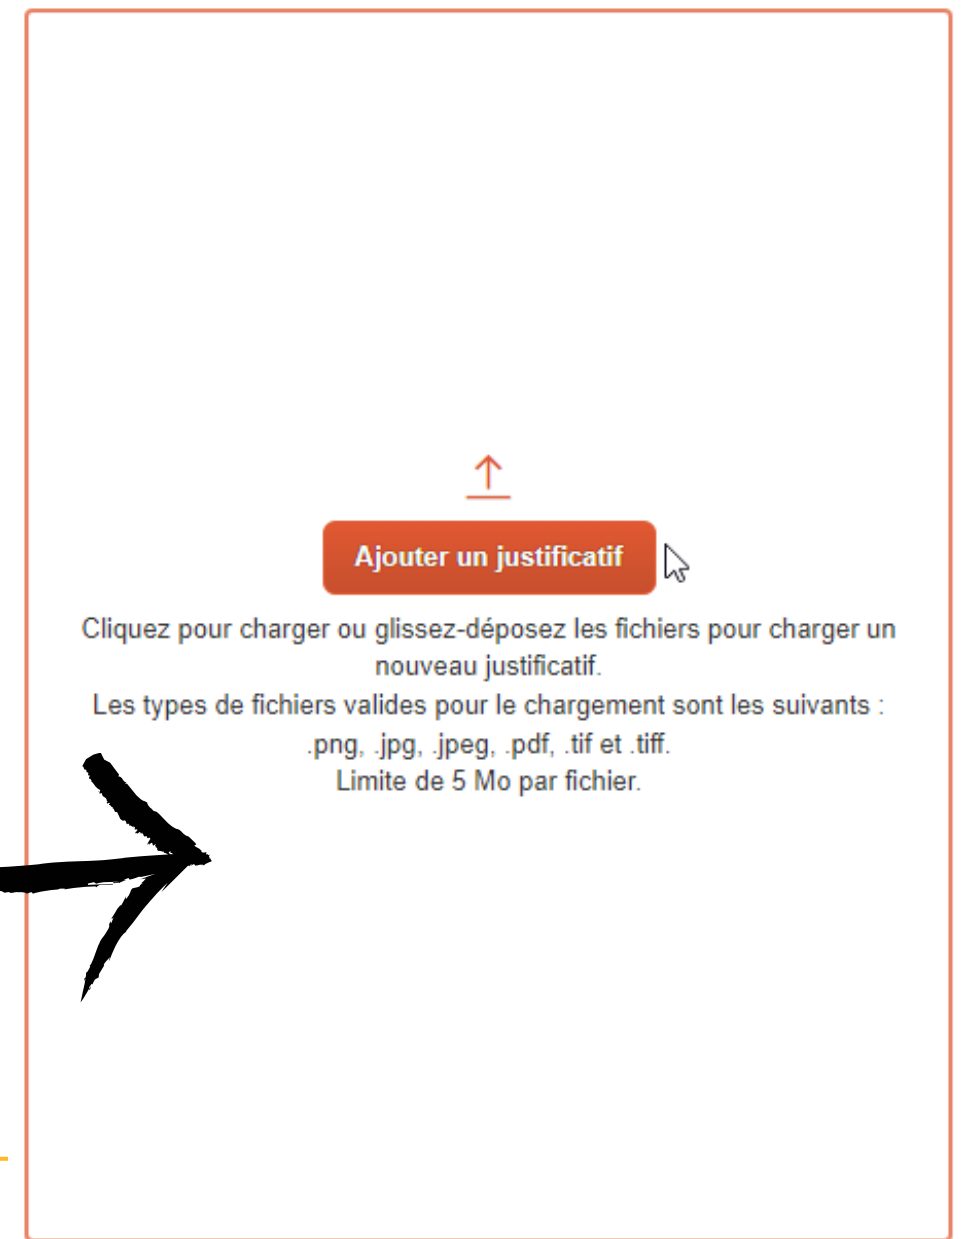 Ajouter un justificatif
Cliquez pour charger ou glissez-déposez les fichiers pour charger un
nouveau justificatif.
Les types de fichiers valides pour le chargement sont les suivants :
.png, .jpg, .jpeg, .pdf, .tif et .tiff.
Limite de 5 Mo par fichier.